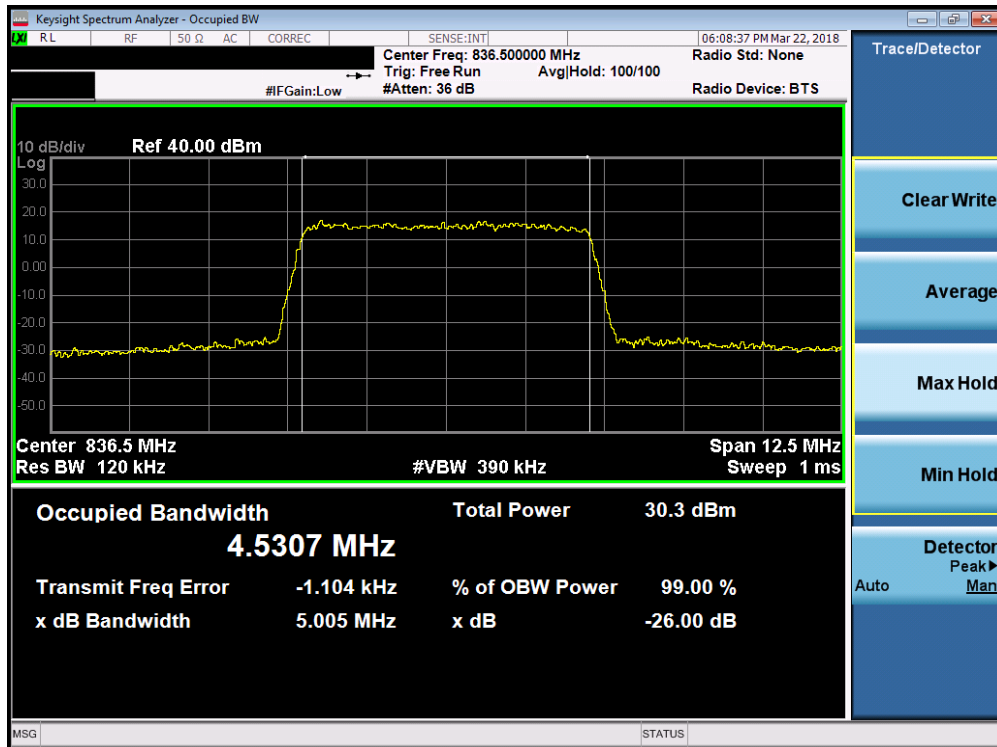 Keysight Spectrum Analyzer - Occupied BW
LXI RL RF 50 Ω AC CORREC SENSE:INT 06:08:37 PM Mar 22, 2018
Center Freq: 836.500000 MHz Radio Std: None
Trig: Free Run Avg|Hold: 100/100
#IFGain:Low #Atten: 36 dB Radio Device: BTS
10 dB/div Ref 40.00 dBm
Log
30.0
20.0
10.0
0.00
-10.0
-20.0
-30.0
-40.0
-50.0
Center 836.5 MHz Span 12.5 MHz
Res BW 120 kHz #VBW 390 kHz Sweep 1 ms
Occupied Bandwidth Total Power 30.3 dBm
4.5307 MHz
Transmit Freq Error -1.104 kHz % of OBW Power 99.00 %
x dB Bandwidth 5.005 MHz x dB -26.00 dB
MSG STATUS
Trace/Detector
Clear Write
Average
Max Hold
Min Hold
Detector
Peak▶
Auto Man